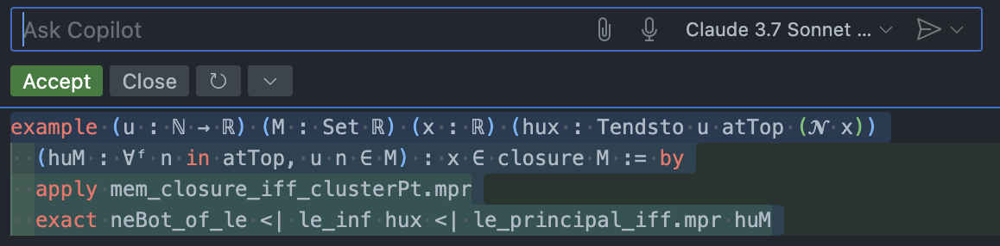 Ask Copilot
Claude 3.7 Sonnet ...
Accept Close
example (u : ℕ → ℝ) (M : Set ℝ) (x : ℝ) (hux : Tendsto u atTop (𝓝 x))
(huM : ∀ᶠ n in atTop, u n ∈ M) : x ∈ closure M := by
apply mem_closure_iff_clusterPt.mpr
exact neBot_of_le <| le_inf hux <| le_principal_iff.mpr huM